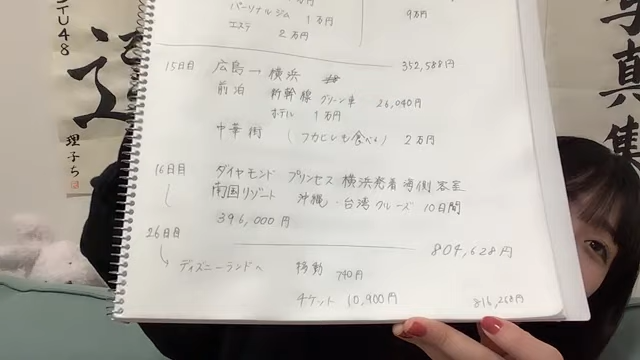 パーソナルジム 1万円
9万円
エステ 2万円
15日目 広島→横浜
352,588円
前泊 新幹線 グリーン車 26,040円
ホテル 1万円
中華街 (フカヒレも食べる) 2万円
16日目 ダイヤモンド プリンセス 横浜発着 海側客室
南国リゾート 沖縄・台湾クルーズ 10日間
396,000円
26日目
804,628円
ディズニーランドへ 移動 740円
チケット 10,900円
816,268円
TU48
理子ち
写真集